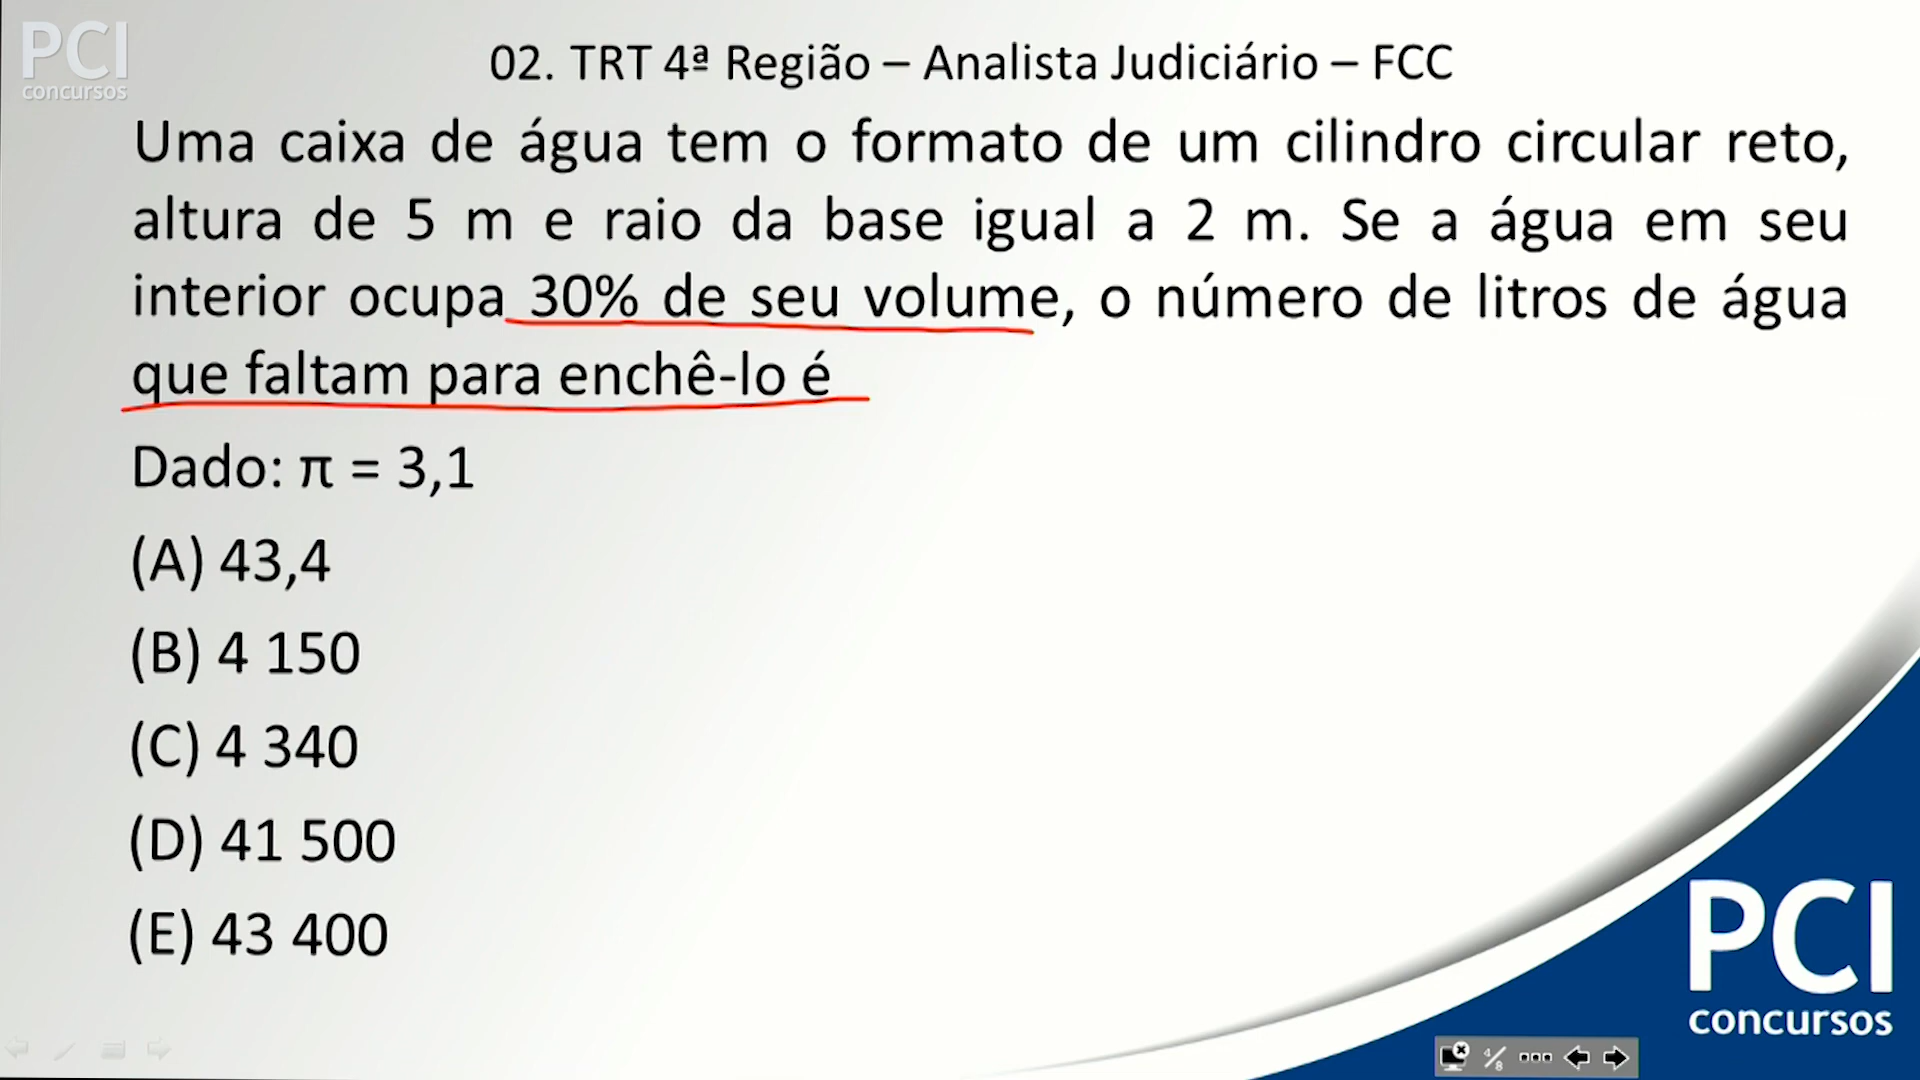 PCI
concursos
02. TRT 4ª Região – Analista Judiciário – FCC
Uma caixa de água tem o formato de um cilindro circular reto,
altura de 5 m e raio da base igual a 2 m. Se a água em seu
interior ocupa 30% de seu volume, o número de litros de água
que faltam para enchê-lo é
Dado: π = 3,1
(A) 43,4
(B) 4 150
(C) 4 340
(D) 41 500
(E) 43 400
PCI
concursos
4/8